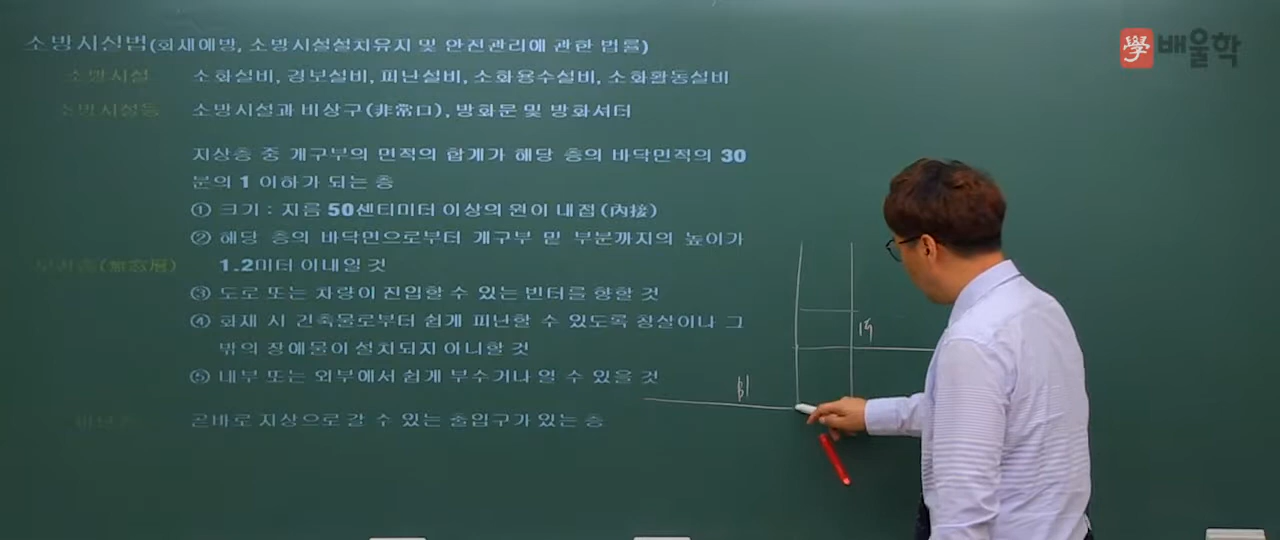 소방시설법(화재예방, 소방시설설치유지 및 안전관리에 관한 법률)
學 배울학
소방시설 소화설비, 경보설비, 피난설비, 소화용수설비, 소화활동설비
소방시설등 소방시설과 비상구(非常口), 방화문 및 방화셔터
지상층 중 개구부의 면적의 합계가 해당 층의 바닥면적의 30
분의 1 이하가 되는 층
① 크기 : 지름 50센티미터 이상의 원이 내접(內接)
② 해당 층의 바닥면으로부터 개구부 밑 부분까지의 높이가
무창층(無窓層) 1.2미터 이내일 것
③ 도로 또는 차량이 진입할 수 있는 빈터를 향할 것
④ 화재 시 건축물로부터 쉽게 피난할 수 있도록 창살이나 그
밖의 장애물이 설치되지 아니할 것
1층
⑤ 내부 또는 외부에서 쉽게 부수거나 열 수 있을 것
곧바로 지상으로 갈 수 있는 출입구가 있는 층